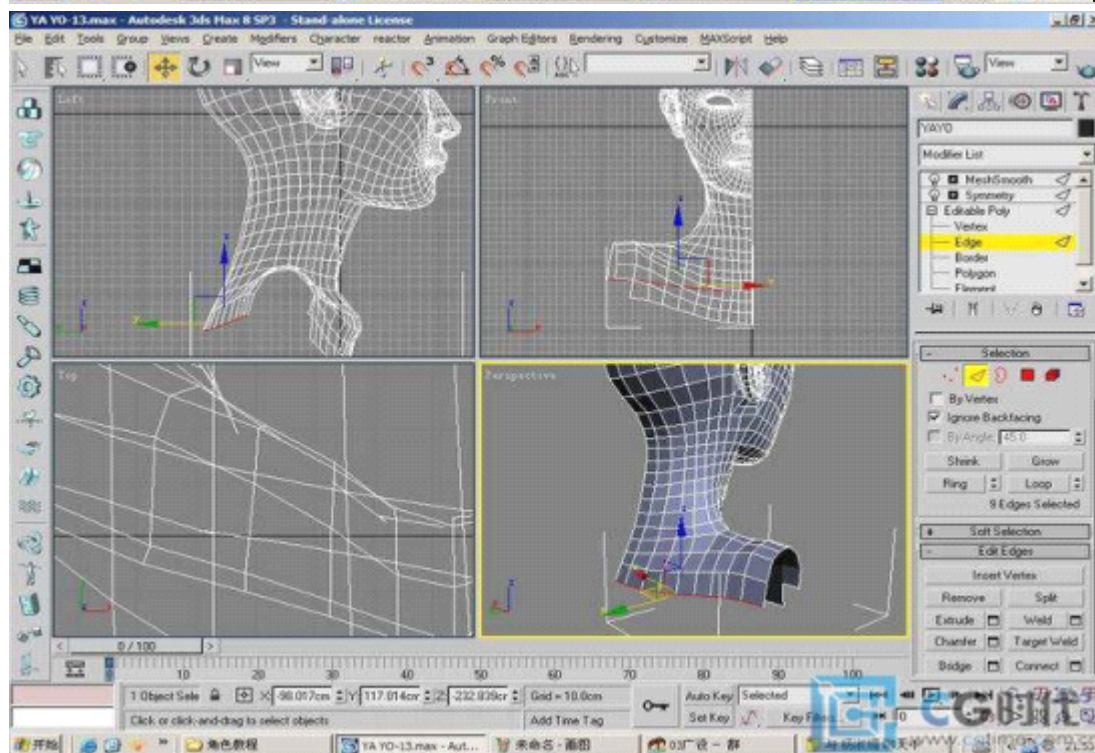 YA YO-13.max - Autodesk 3ds Max 8 SP3 - Stand-alone License
File Edit Tools Group Views Create Modifiers Character reactor Animation Graph Editors Rendering Customize MAXScript Help
View
View
Left
Front
YAYO
Modifier List
MeshSmooth
Symmetry
Editable Poly
Vertex
Edge
Border
Polygon
Element
Top
Perspective
Selection
By Vertex
Ignore Backfacing
By Angle: 45.0
Shrink Grow
Ring Loop
9 Edges Selected
Soft Selection
Edit Edges
Insert Vertex
Remove Split
Extrude Weld
Chamfer Target Weld
Bridge Connect
0 / 100
10 20 30 40 50 60 70 80 90 100
1 Object Sele X: -98.017cm Y: 117.014cm Z: -232.839cm Grid = 10.0cm
Auto Key Selected
Click or click-and-drag to select objects
Add Time Tag
Set Key Key Filters...
0
CG时代
www.cgtimo.com.cn
开始
角色教程
YA YO-13.max - Aut...
未命名 - 画图